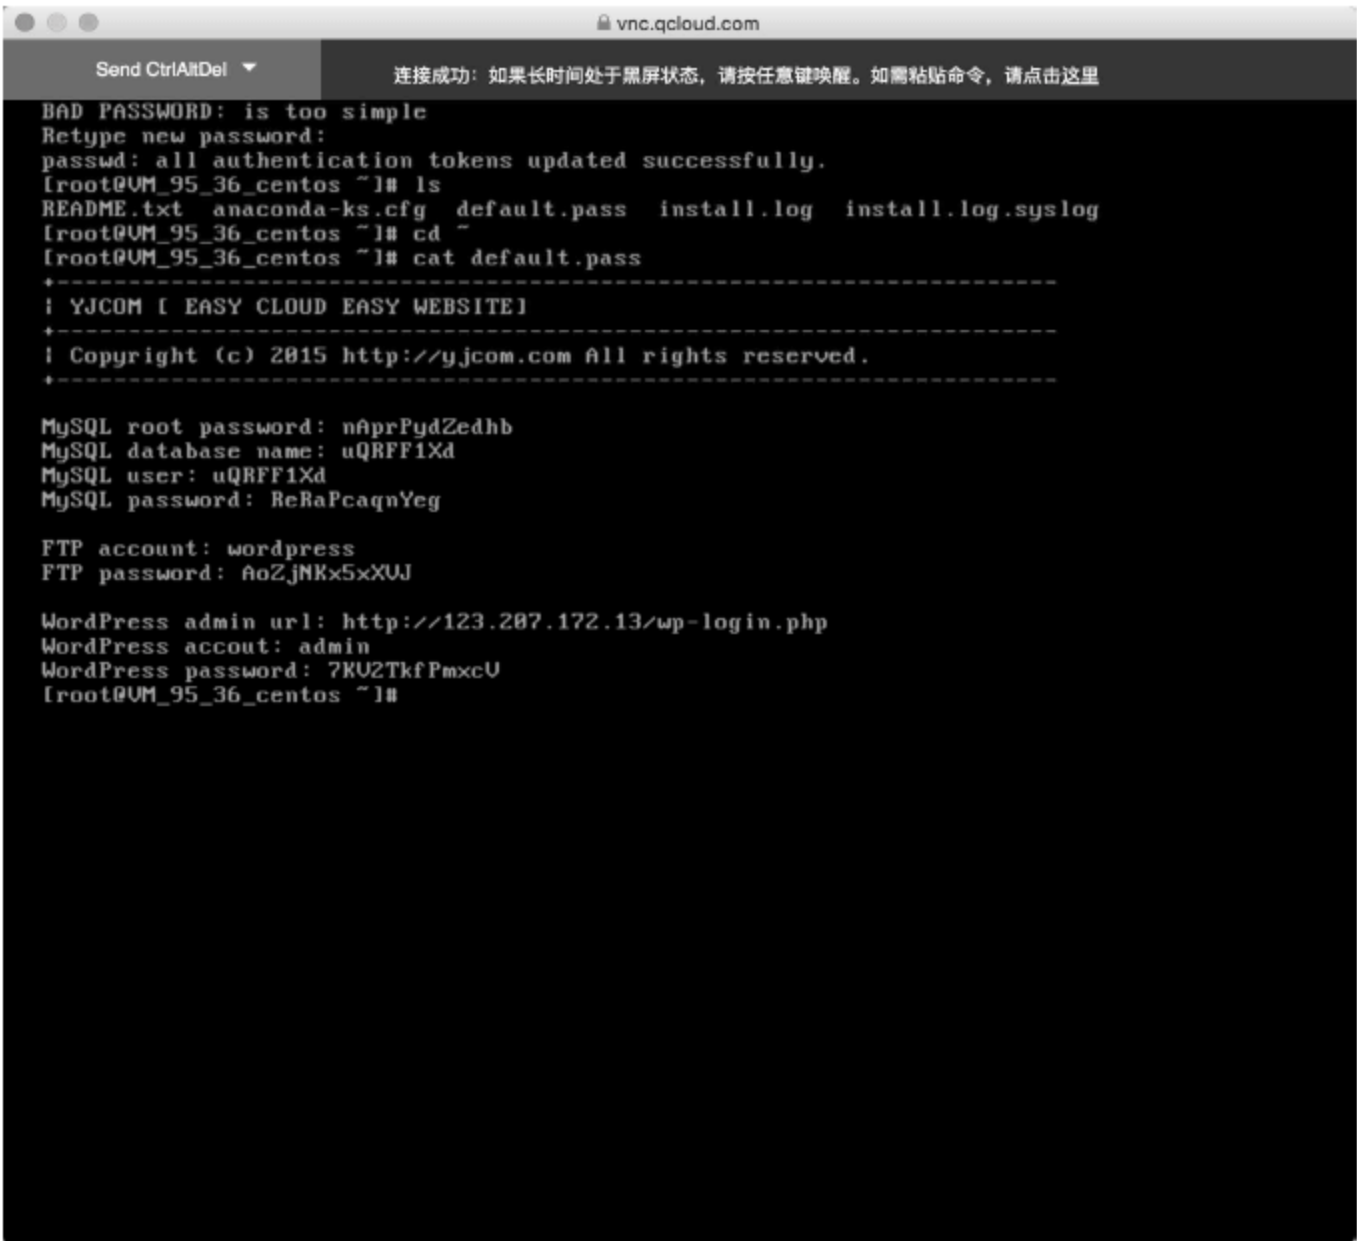 vnc.qcloud.com
Send CtrlAltDel
连接成功：如果长时间处于黑屏状态，请按任意键唤醒。如需粘贴命令，请点击这里
BAD PASSWORD: is too simple
Retype new password:
passwd: all authentication tokens updated successfully.
[root@VM_95_36_centos ~]# ls
README.txt  anaconda-ks.cfg  default.pass  install.log  install.log.syslog
[root@VM_95_36_centos ~]# cd ~
[root@VM_95_36_centos ~]# cat default.pass
+----------------------------------------------------------------------
| YJCOM [ EASY CLOUD EASY WEBSITE]
+----------------------------------------------------------------------
| Copyright (c) 2015 http://yjcom.com All rights reserved.
+----------------------------------------------------------------------
MySQL root password: nAprPydZedhb
MySQL database name: uQRFF1Xd
MySQL user: uQRFF1Xd
MySQL password: ReRaPcaqnYeg
FTP account: wordpress
FTP password: AoZjNKx5xXVJ
WordPress admin url: http://123.207.172.13/wp-login.php
WordPress accout: admin
WordPress password: 7KV2TkfPmxcV
[root@VM_95_36_centos ~]#